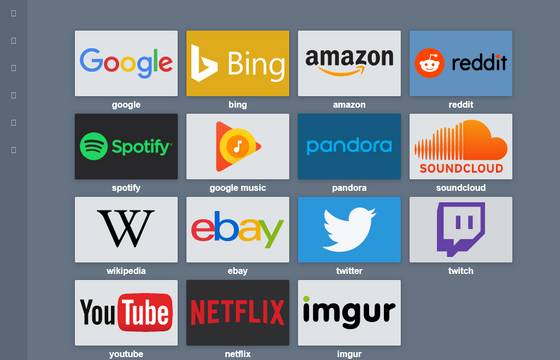 Google
Bing
amazon
reddit
google
bing
amazon
reddit
Spotify
pandora
SOUNDCLOUD
spotify
google music
pandora
soundcloud
W
ebay
wikipedia
ebay
twitter
twitch
YouTube
NETFLIX
imgur
youtube
netflix
imgur